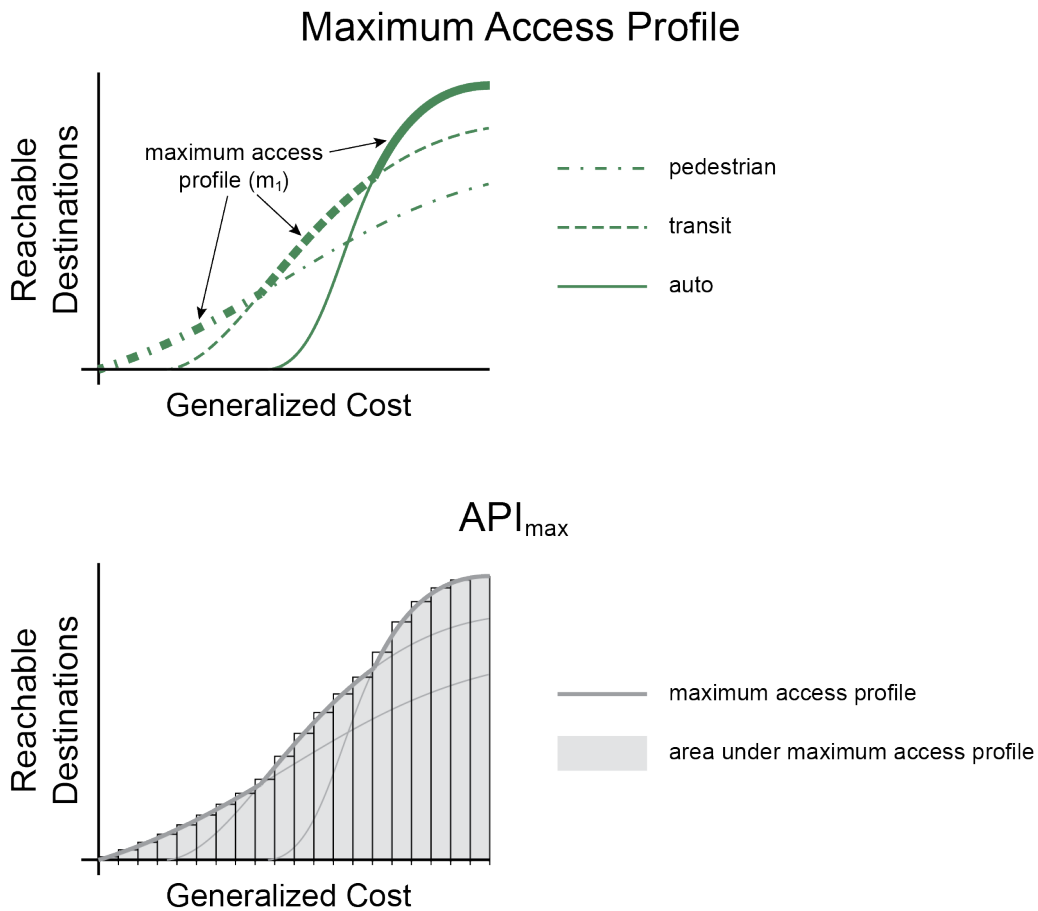 Maximum Access Profile
Reachable
Destinations
maximum access
profile (m₁)
pedestrian
transit
auto
Generalized Cost
APImax
Reachable
Destinations
maximum access profile
area under maximum access profile
Generalized Cost